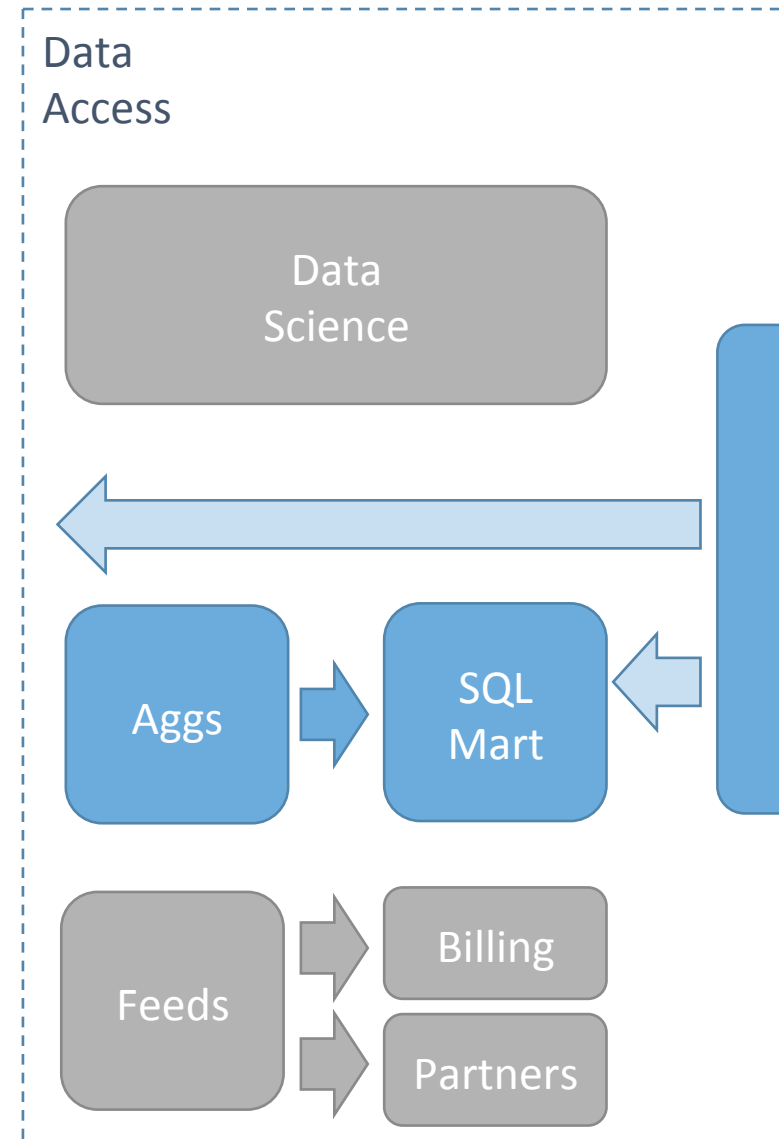 Data
Access
Data
Science
Aggs
SQL
Mart
Feeds
Billing
Partners